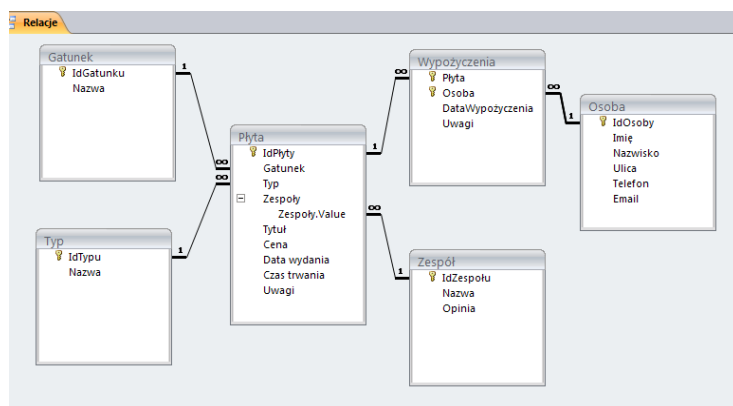 Relacje
Gatunek
IdGatunku
Nazwa
1
∞
Typ
IdTypu
Nazwa
1
∞
Płyta
IdPłyty
Gatunek
Typ
Zespoły
Zespoły.Value
Tytuł
Cena
Data wydania
Czas trwania
Uwagi
1
∞
∞
1
Wypożyczenia
Płyta
Osoba
DataWypożyczenia
Uwagi
∞
1
Zespół
IdZespołu
Nazwa
Opinia
Osoba
IdOsoby
Imię
Nazwisko
Ulica
Telefon
Email